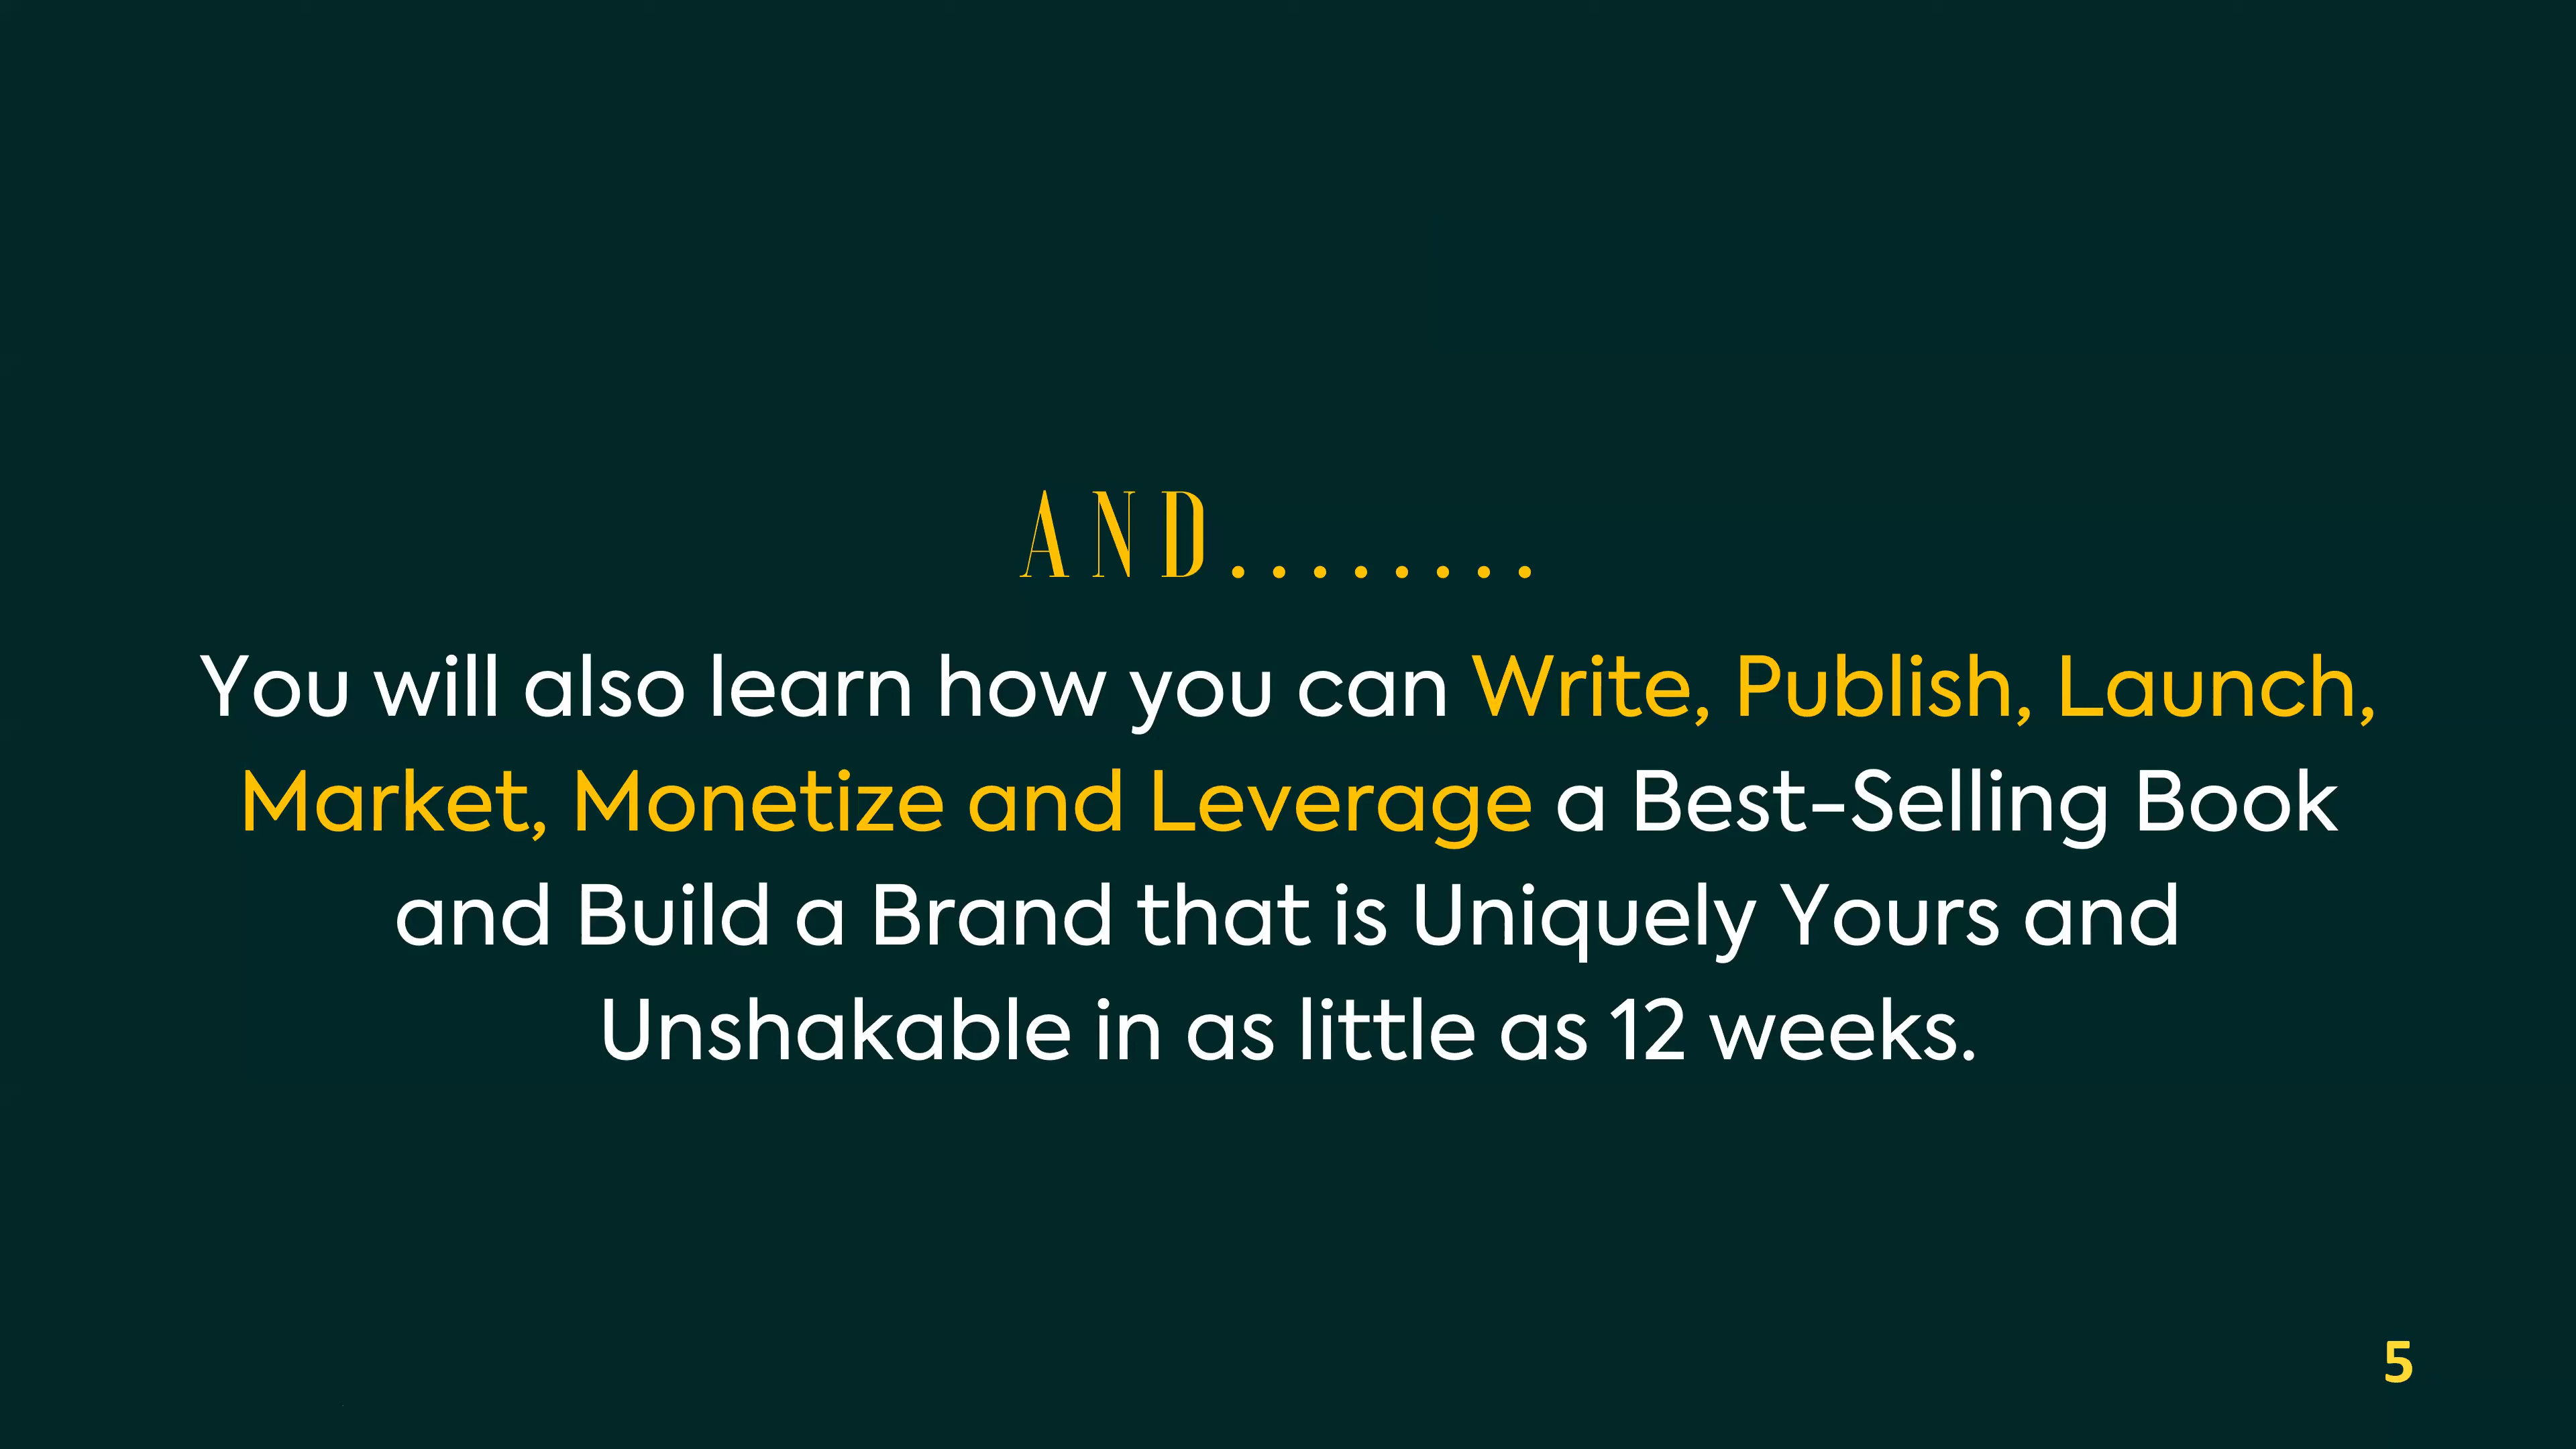 AND........
You will also learn how you can Write, Publish, Launch,
Market, Monetize and Leverage a Best-Selling Book
and Build a Brand that is Uniquely Yours and
Unshakable in as little as 12 weeks.
5